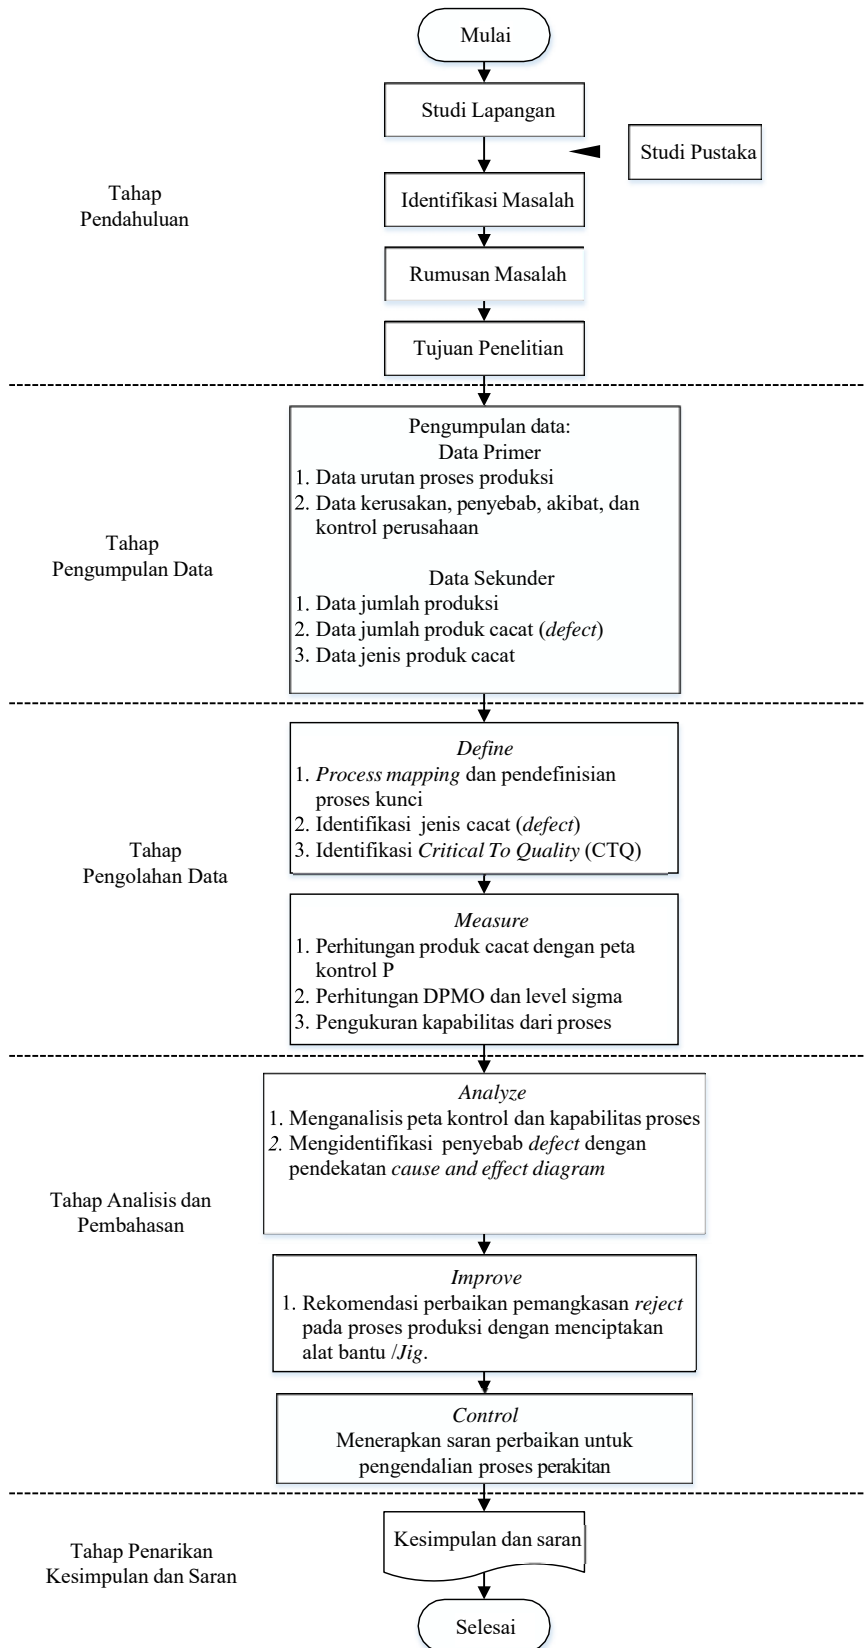 Mulai
Studi Lapangan
Studi Pustaka
Tahap
Pendahuluan
Identifikasi Masalah
Rumusan Masalah
Tujuan Penelitian
Tahap
Pengumpulan Data
Pengumpulan data:
Data Primer
1. Data urutan proses produksi
2. Data kerusakan, penyebab, akibat, dan
kontrol perusahaan
Data Sekunder
1. Data jumlah produksi
2. Data jumlah produk cacat (defect)
3. Data jenis produk cacat
Tahap
Pengolahan Data
Define
1. Process mapping dan pendefinisian
proses kunci
2. Identifikasi jenis cacat (defect)
3. Identifikasi Critical To Quality (CTQ)
Measure
1. Perhitungan produk cacat dengan peta
kontrol P
2. Perhitungan DPMO dan level sigma
3. Pengukuran kapabilitas dari proses
Tahap Analisis dan
Pembahasan
Analyze
1. Menganalisis peta kontrol dan kapabilitas proses
2. Mengidentifikasi penyebab defect dengan
pendekatan cause and effect diagram
Improve
1. Rekomendasi perbaikan pemangkasan reject
pada proses produksi dengan menciptakan
alat bantu /Jig.
Control
Menerapkan saran perbaikan untuk
pengendalian proses perakitan
Tahap Penarikan
Kesimpulan dan Saran
Kesimpulan dan saran
Selesai